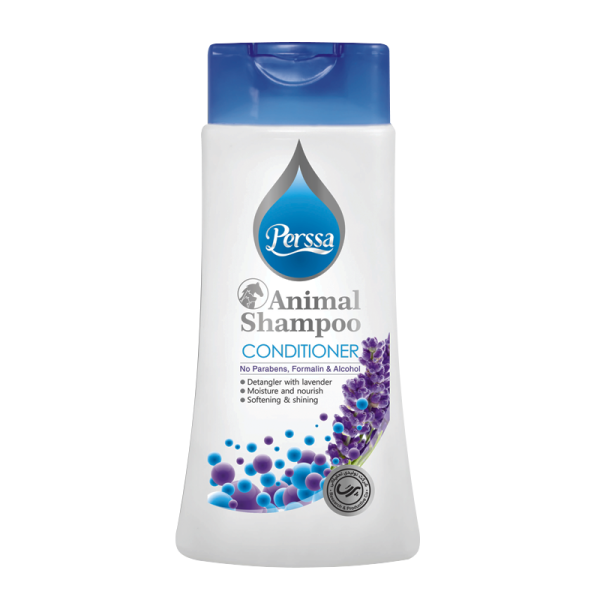 Perssa
Animal
Shampoo
CONDITIONER
No Parabens, Formalin & Alcohol
Detangler with lavender
Moisture and nourish
Softening & shining